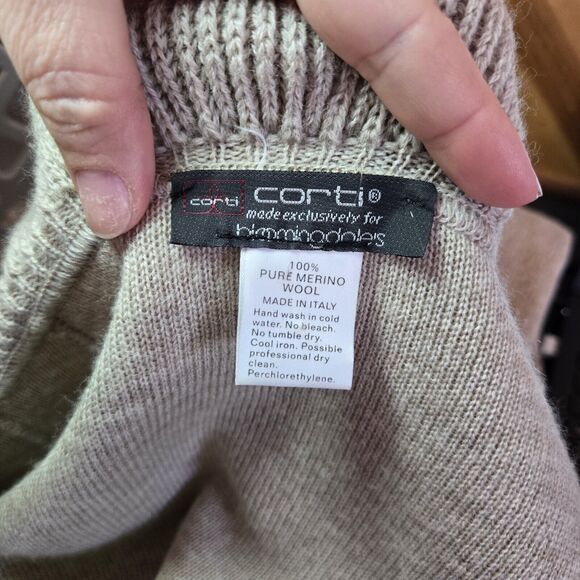 corti corti®
made exclusively for
bloomingdale's
100%
PURE MERINO
WOOL
MADE IN ITALY
Hand wash in cold
water. No bleach.
No tumble dry.
Cool iron. Possible
professional dry
clean.
Perchlorethylene.